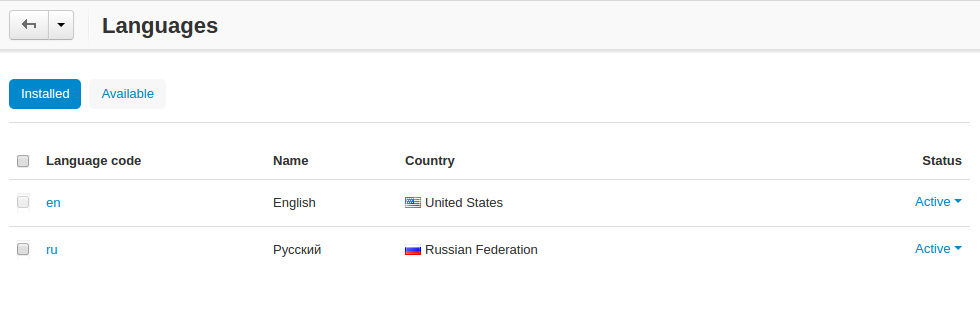 Languages
Installed Available
Language code Name Country Status
en English United States Active
ru Русский Russian Federation Active